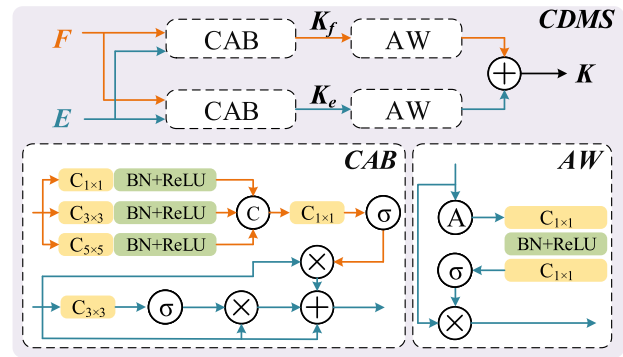 CDMS
F CAB K_f AW
+ K
E CAB K_e AW
CAB
C1×1 BN+ReLU
C3×3 BN+ReLU C C1×1 σ
C5×5 BN+ReLU
×
C3×3 σ × +
AW
A C1×1
BN+ReLU
σ C1×1
×